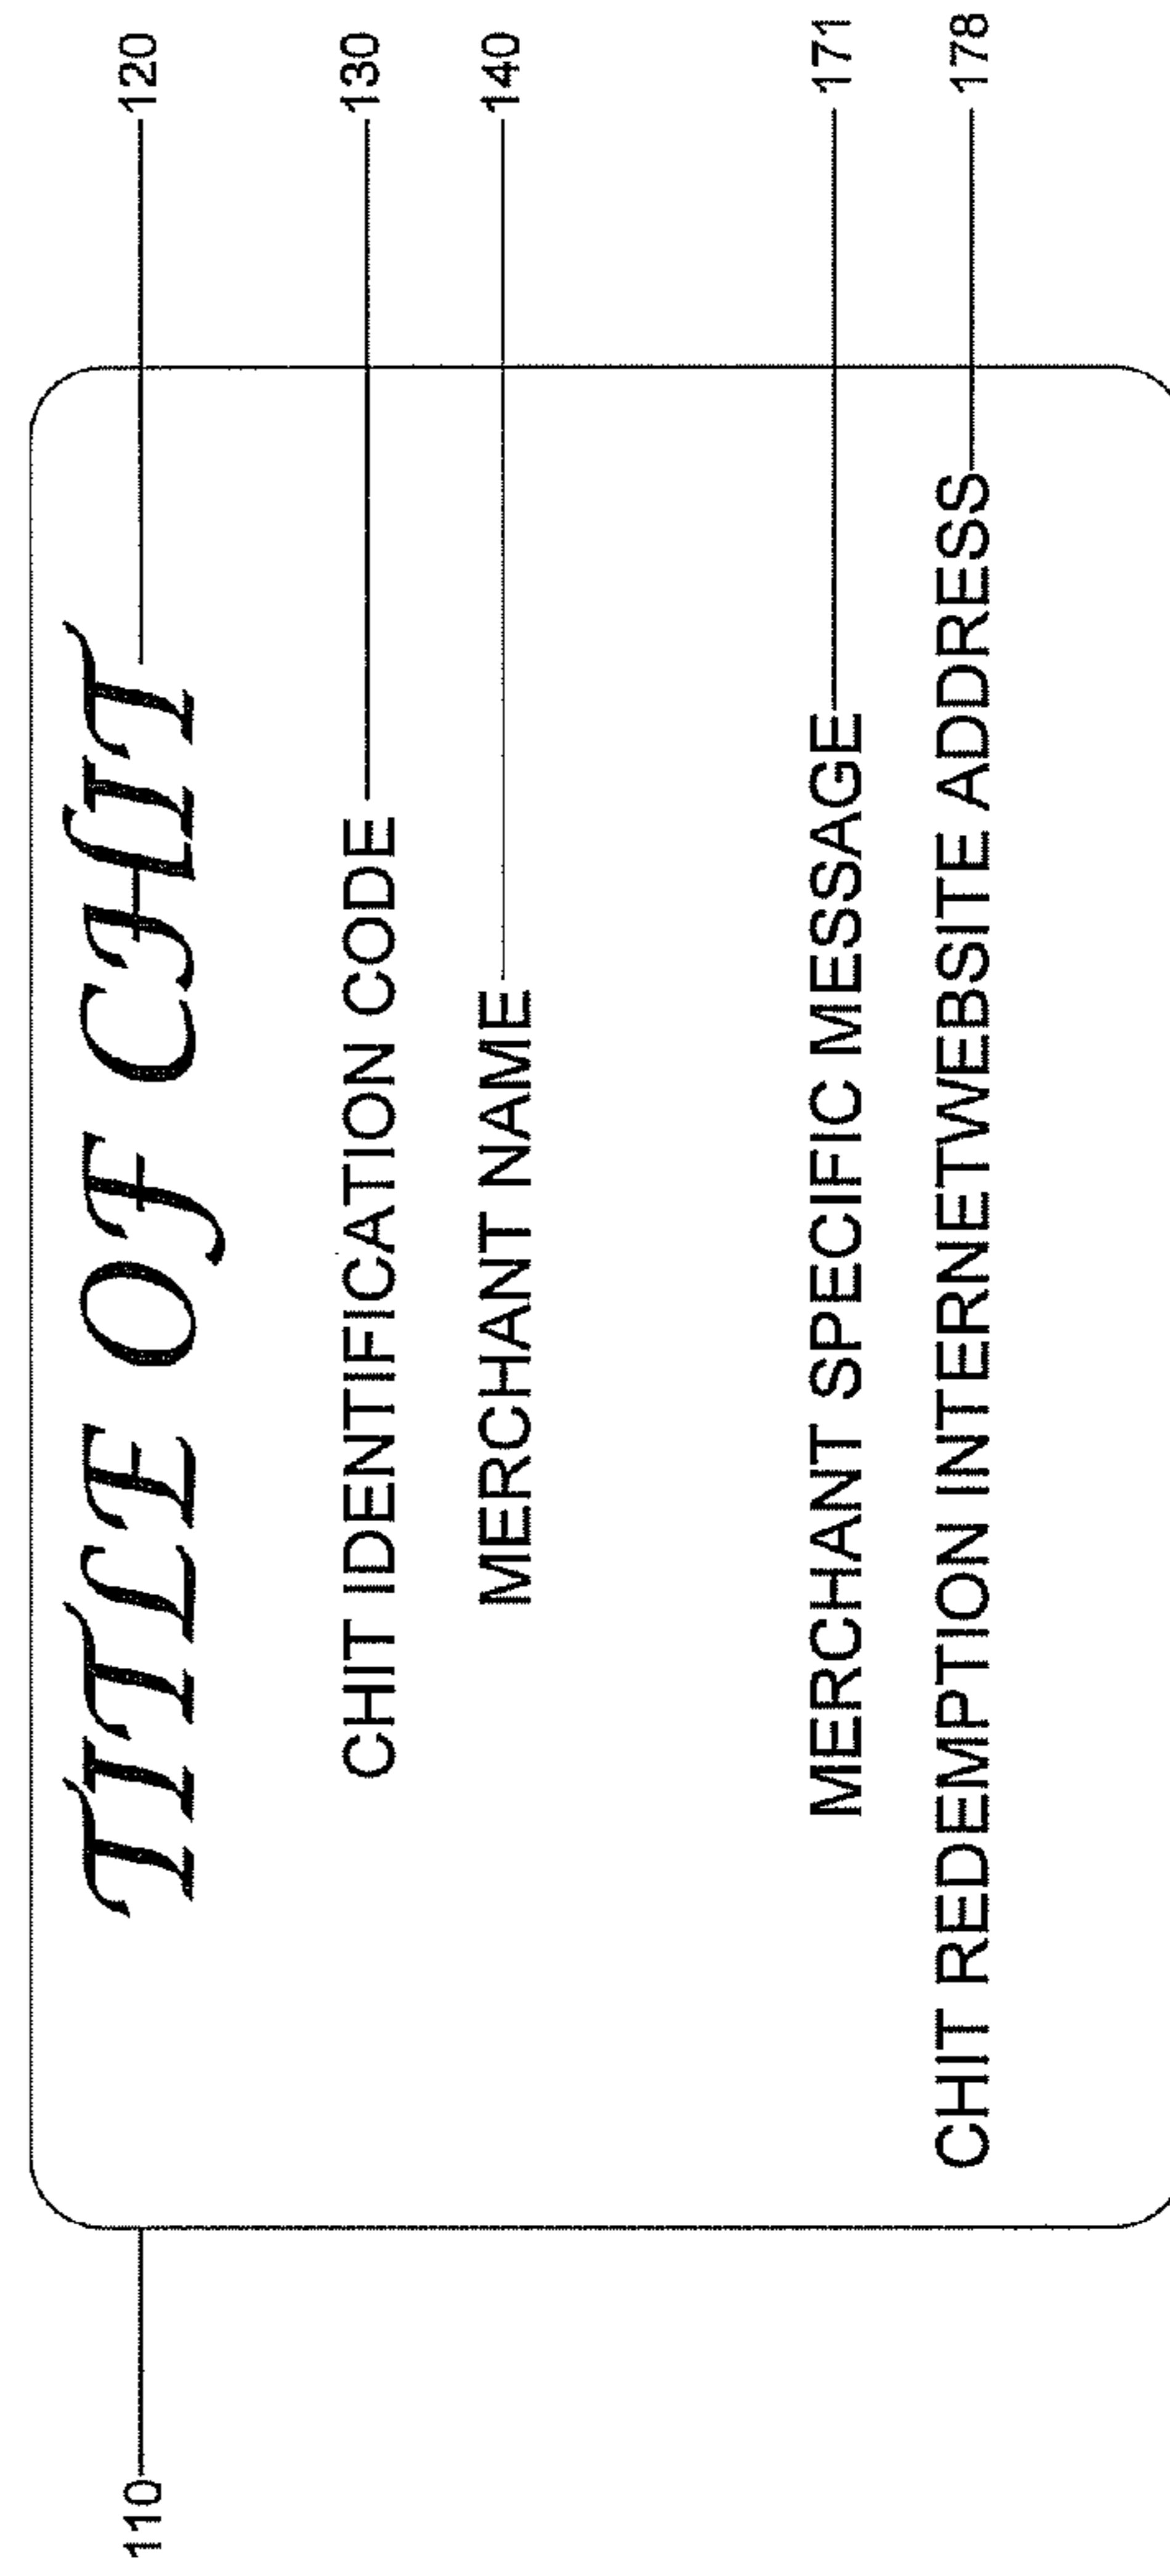 TITLE OF CHIT 120
110
CHIT IDENTIFICATION CODE 130
MERCHANT NAME 140
MERCHANT SPECIFIC MESSAGE 171
CHIT REDEMPTION INTERNETWEBSITE ADDRESS 178